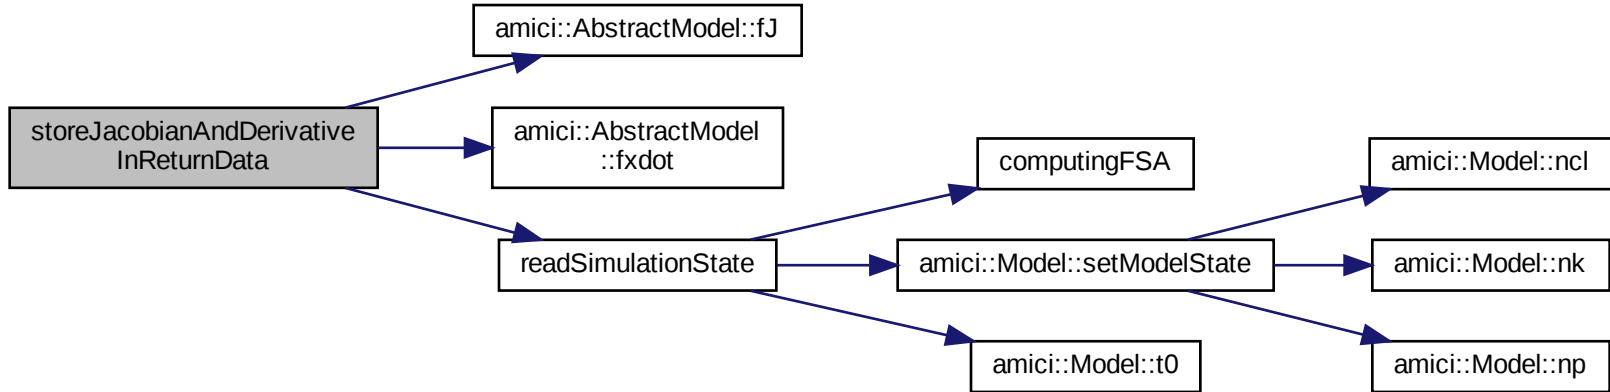 amici::AbstractModel::fJ
storeJacobianAndDerivative
InReturnData
amici::AbstractModel
::fxdot
readSimulationState
computingFSA
amici::Model::setModelState
amici::Model::t0
amici::Model::ncl
amici::Model::nk
amici::Model::np